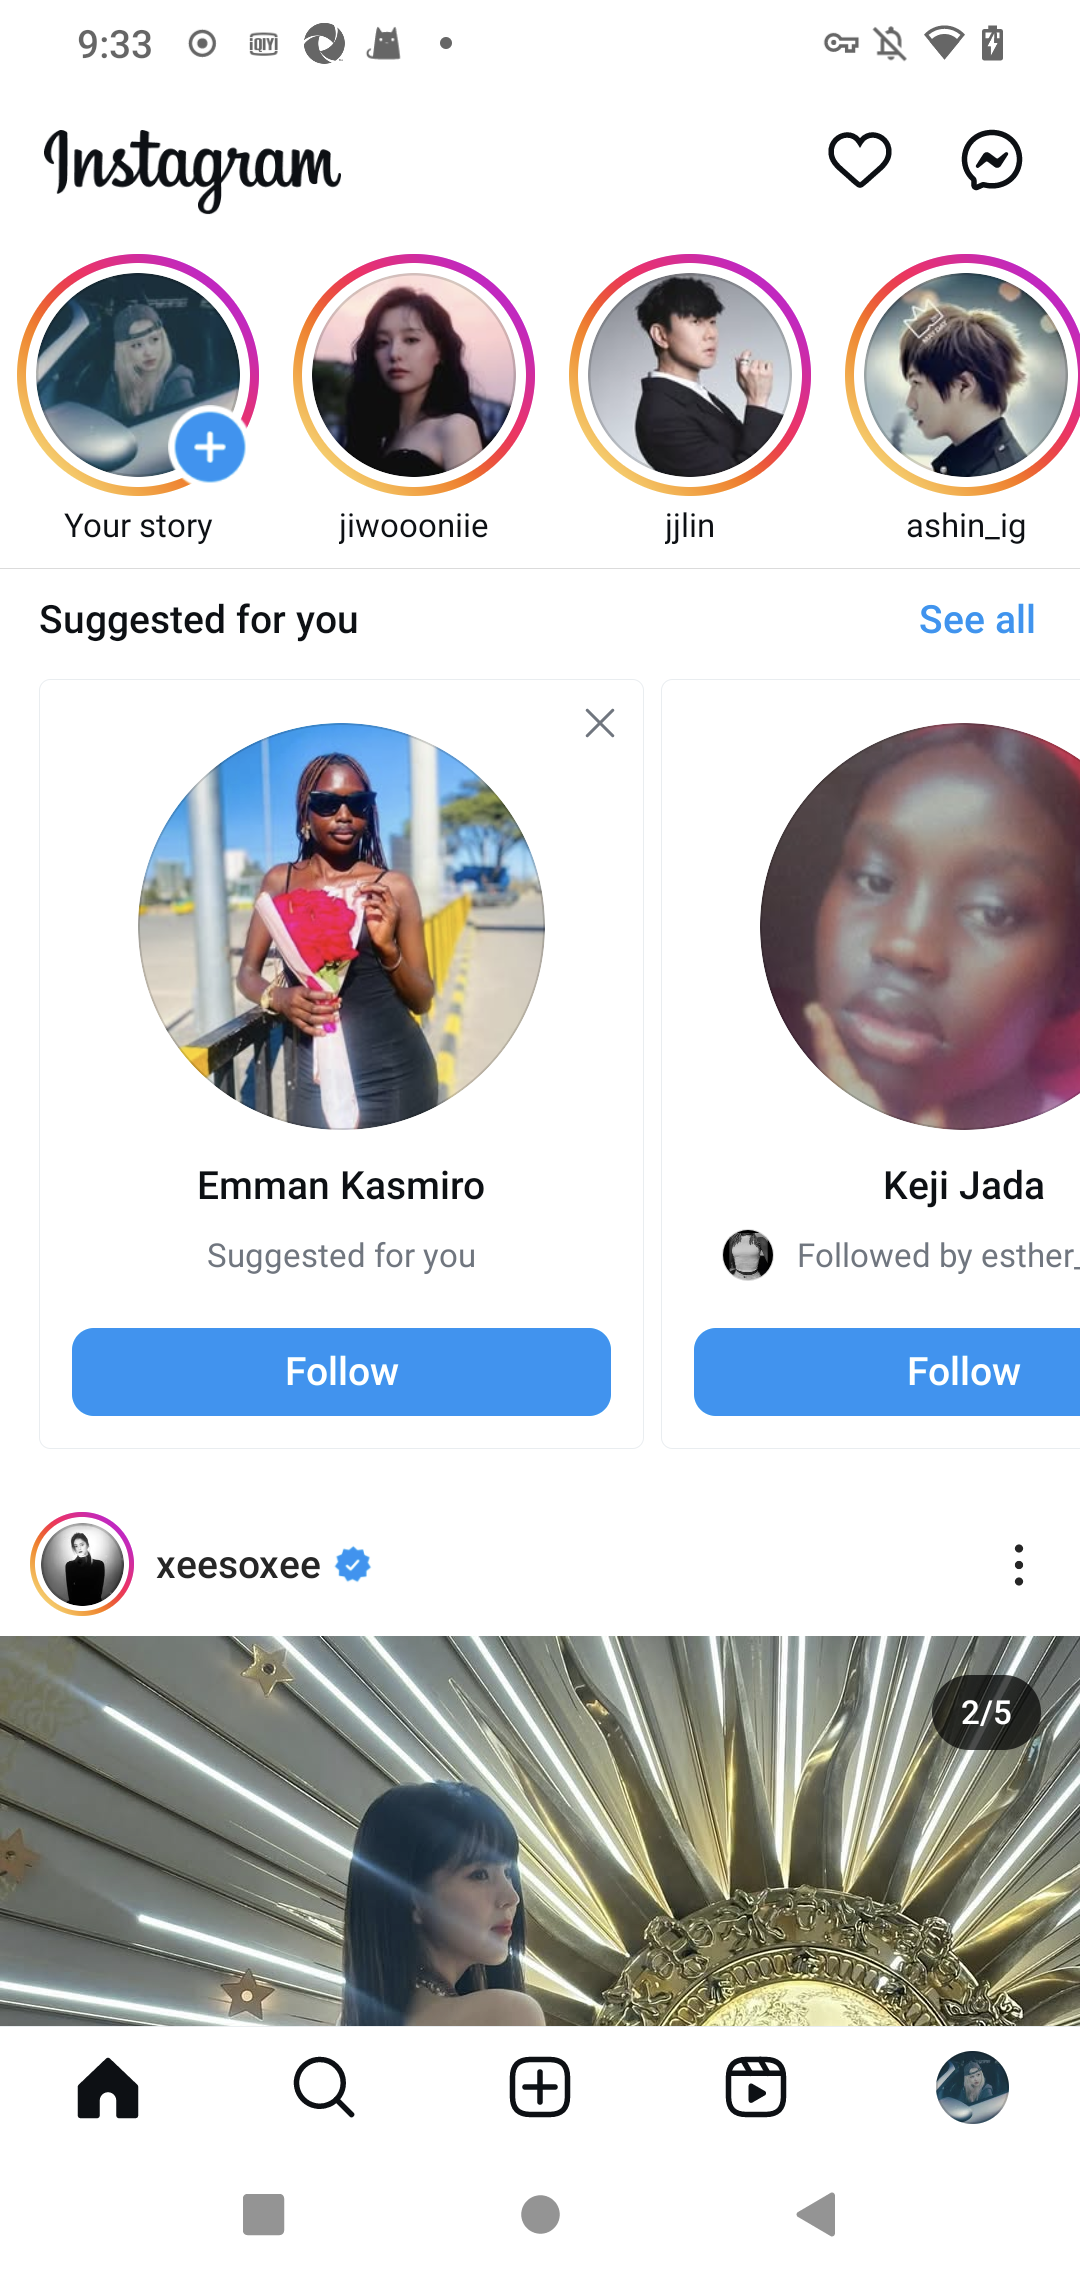 9:33
iQIYI
Instagram
Your story
jiwoooniie
jjlin
ashin_ig
Suggested for you
See all
Emman Kasmiro
Suggested for you
Follow
Keji Jada
Followed by esther_
Follow
xeesoxee
2/5